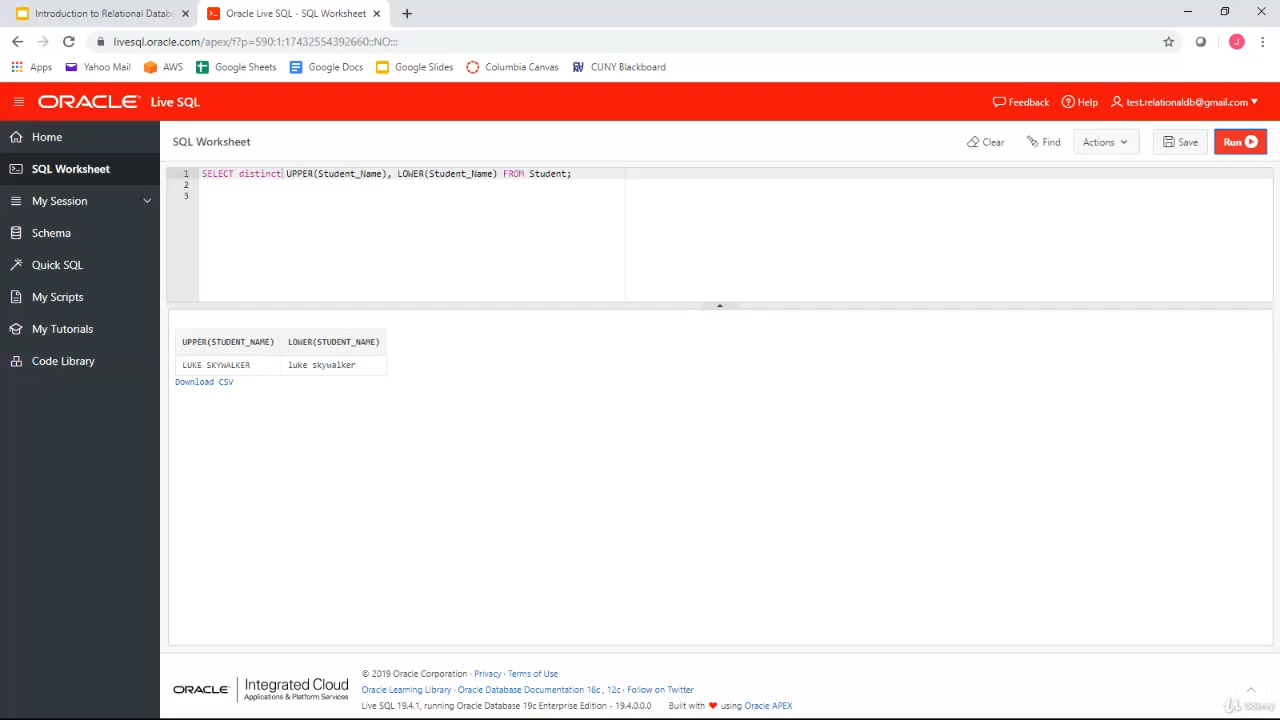 Introduction to Relational Datab
Oracle Live SQL - SQL Worksheet
livesql.oracle.com/apex/f?p=590:1:17432554392660::NO:::
J
Apps
Yahoo Mail
AWS
Google Sheets
Google Docs
Google Slides
Columbia Canvas
CUNY Blackboard
ORACLE Live SQL
Feedback
Help
test.relationaldb@gmail.com
Home
SQL Worksheet
My Session
Schema
Quick SQL
My Scripts
My Tutorials
Code Library
SQL Worksheet
Clear
Find
Actions
Save
Run
1 SELECT distinct UPPER(Student_Name), LOWER(Student_Name) FROM Student;
2
3
UPPER(STUDENT_NAME) LOWER(STUDENT_NAME)
LUKE SKYWALKER luke skywalker
Download CSV
ORACLE Integrated Cloud
Applications & Platform Services
© 2019 Oracle Corporation · Privacy · Terms of Use
Oracle Learning Library · Oracle Database Documentation 18c , 12c · Follow on Twitter
Live SQL 19.4.1, running Oracle Database 19c Enterprise Edition - 19.4.0.0.0 Built with ❤ using Oracle APEX
Udemy